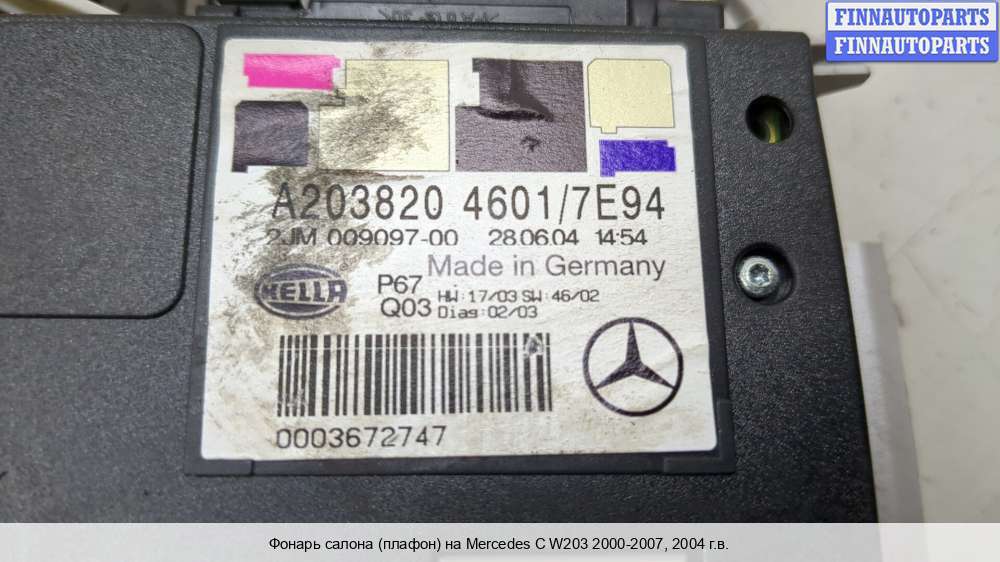 FINNAUTOPARTS
FINNAUTOPARTS
A203820 4601/7E94
2JM 009097-00 28.06.04 14:54
Made in Germany
HELLA
®
P67
Q03
HW:17/03 SW:46/02
Diag:02/03
0003672747
Фонарь салона (плафон) на Mercedes C W203 2000-2007, 2004 г.в.